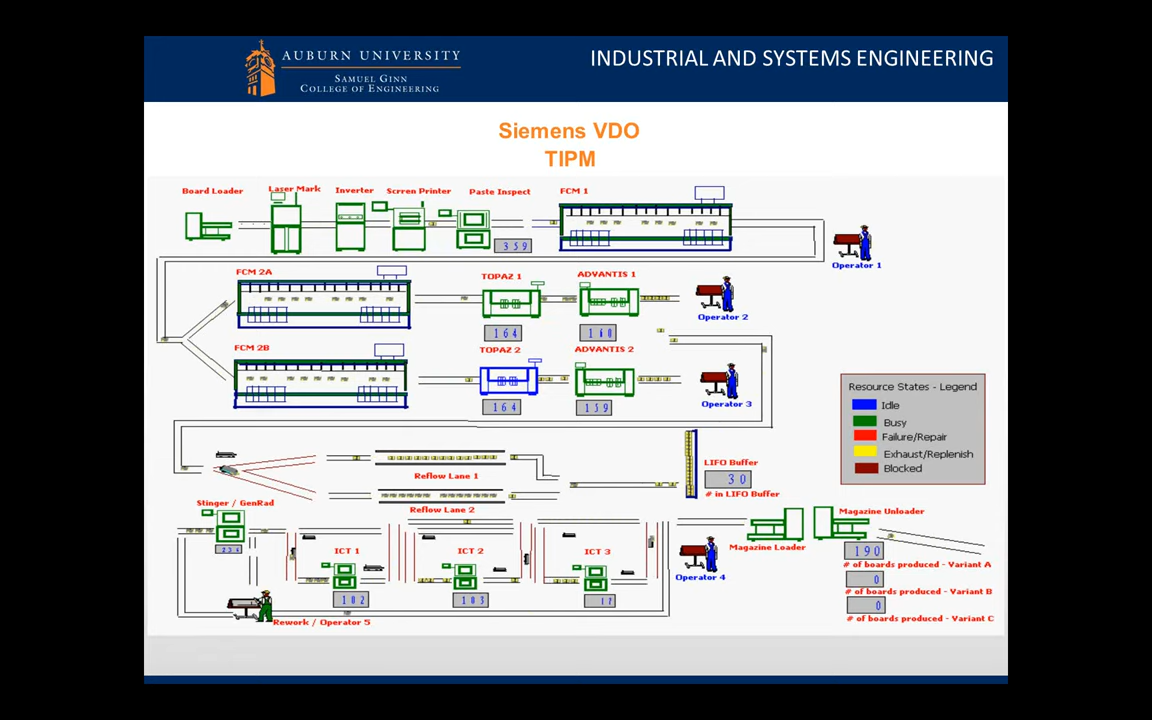 AUBURN UNIVERSITY
SAMUEL GINN
COLLEGE OF ENGINEERING
INDUSTRIAL AND SYSTEMS ENGINEERING
Siemens VDO
TIPM
Board Loader
Laser Mark
Inverter
Scrren Printer
Paste Inspect
FCM 1
359
Operator 1
FCM 2A
TOPAZ 1
ADVANTIS 1
164
Operator 2
FCM 2B
TOPAZ 2
ADVANTIS 2
164
159
Operator 3
Resource States - Legend
Idle
Busy
Failure/Repair
Exhaust/Replenish
Blocked
Reflow Lane 1
LIFO Buffer
30
# in LIFO Buffer
Reflow Lane 2
Stinger / GenRad
ICT 1
ICT 2
ICT 3
102
103
Rework / Operator 5
Operator 4
Magazine Loader
Magazine Unloader
190
# of boards produced - Variant A
0
# of boards produced - Variant B
0
# of boards produced - Variant C